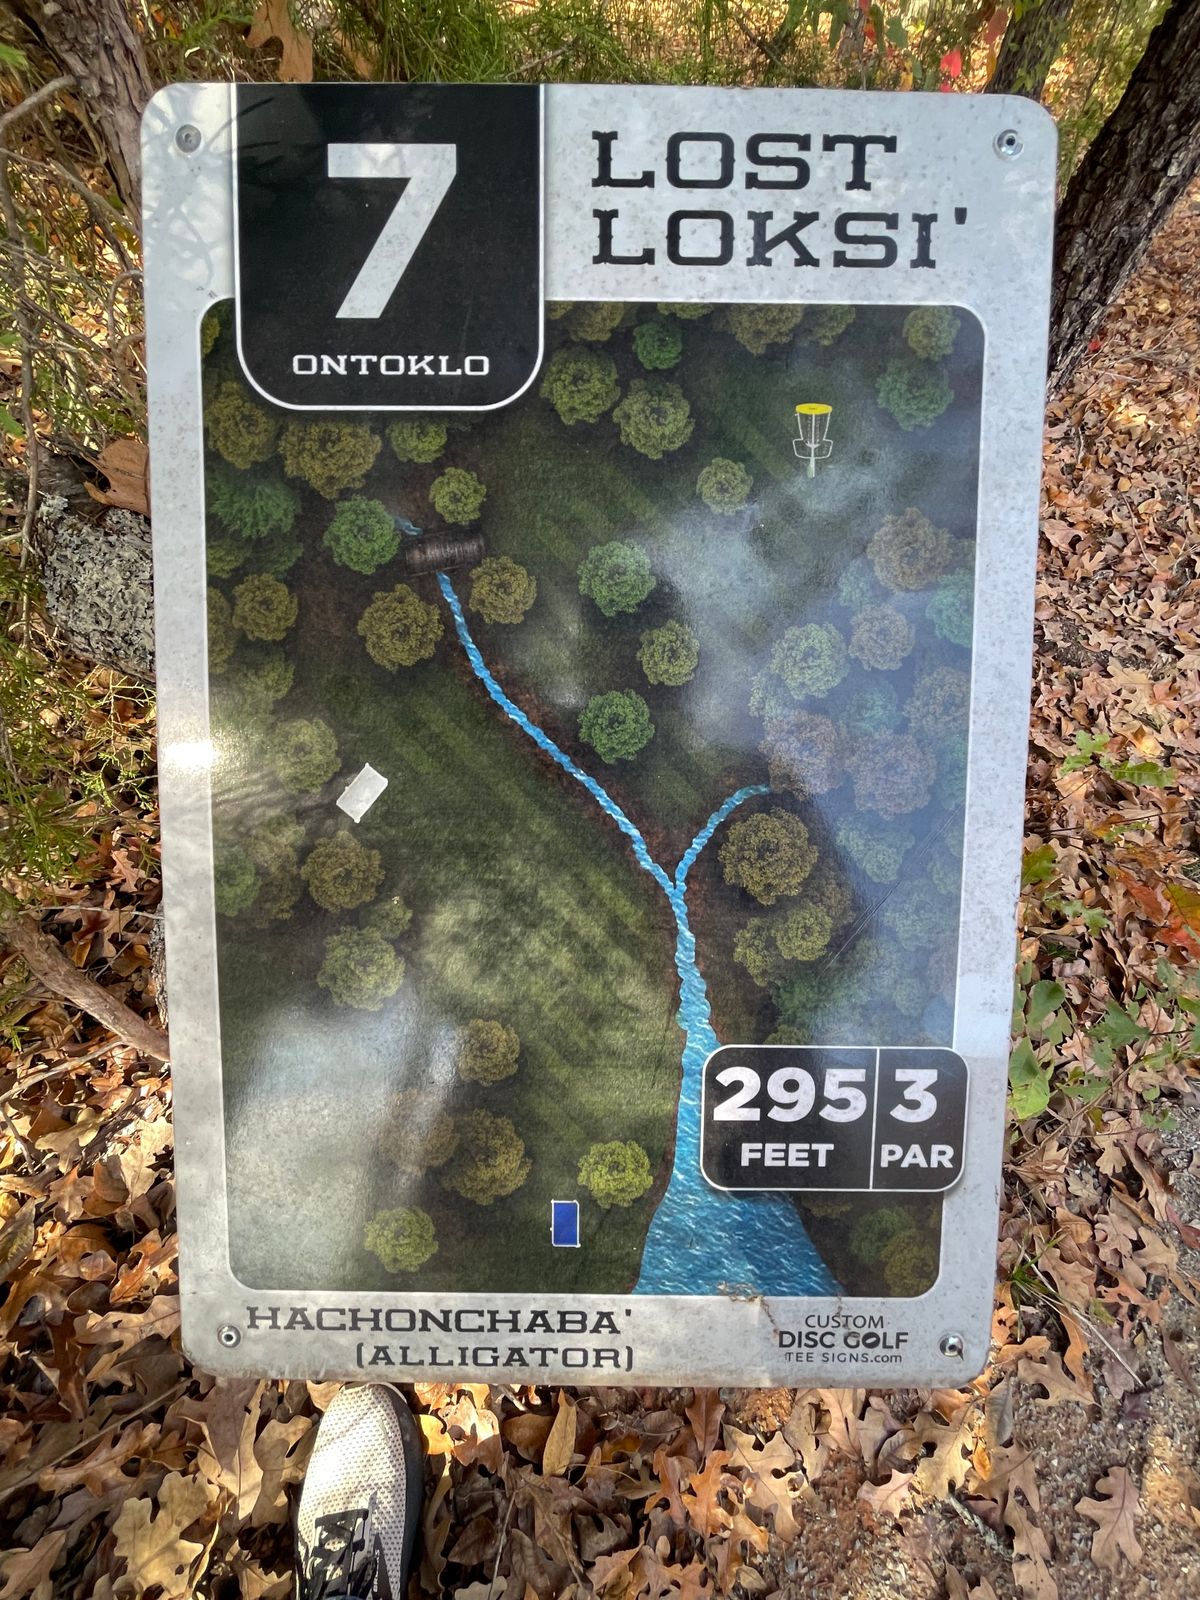 7
ONTOKLO
LOST
LOKSI'
295 FEET
3 PAR
HACHONCHABA'
(ALLIGATOR)
CUSTOM
DISC GOLF
TEE SIGNS.com